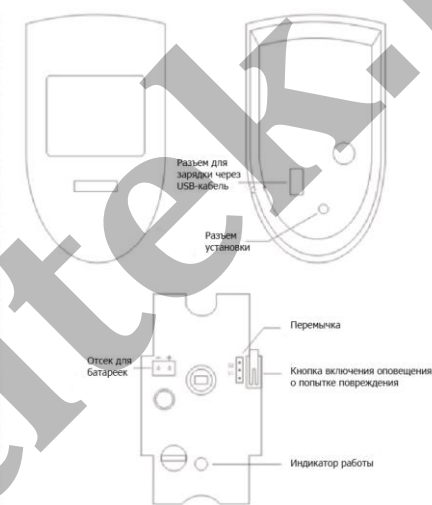 Разъем для
зарядки через
USB-кабель
Разъем
установки
Перемычка
Отсек для
батареек
Кнопка включения оповещения
о попытке повреждения
Индикатор работы